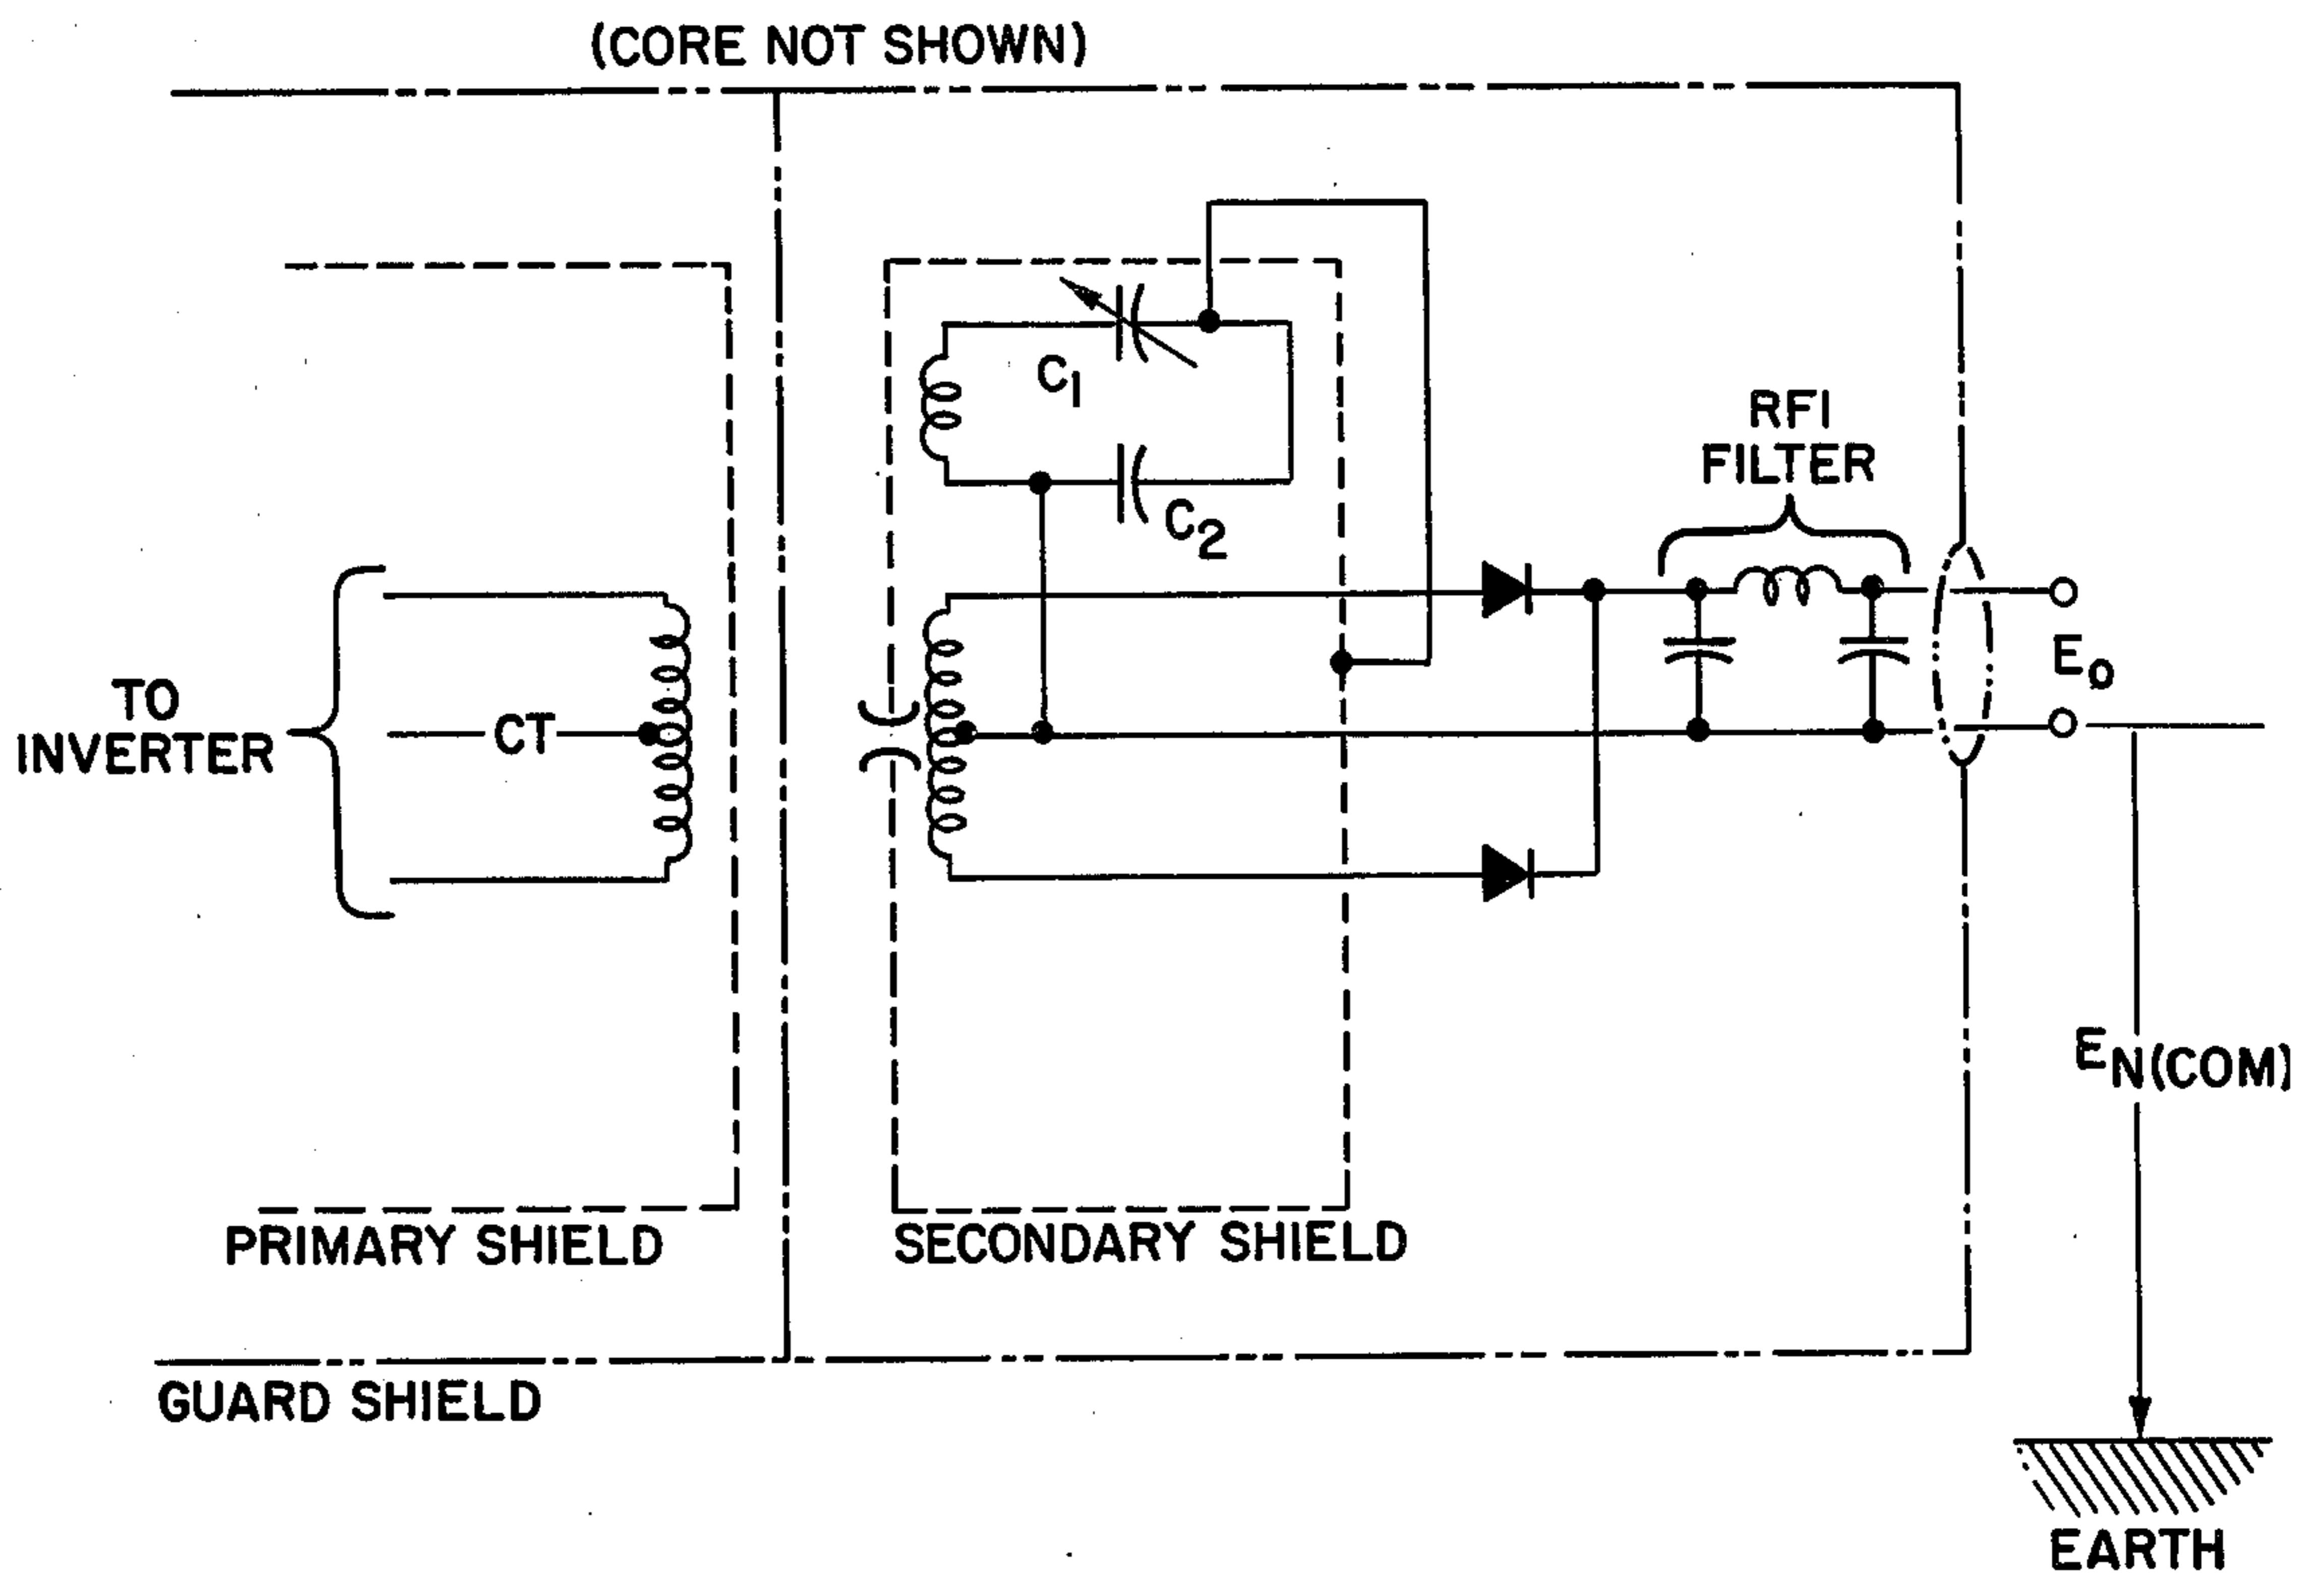 (CORE NOT SHOWN)
C1
C2
RFI
FILTER
TO
INVERTER
CT
Eo
EN(COM)
PRIMARY SHIELD
SECONDARY SHIELD
GUARD SHIELD
EARTH